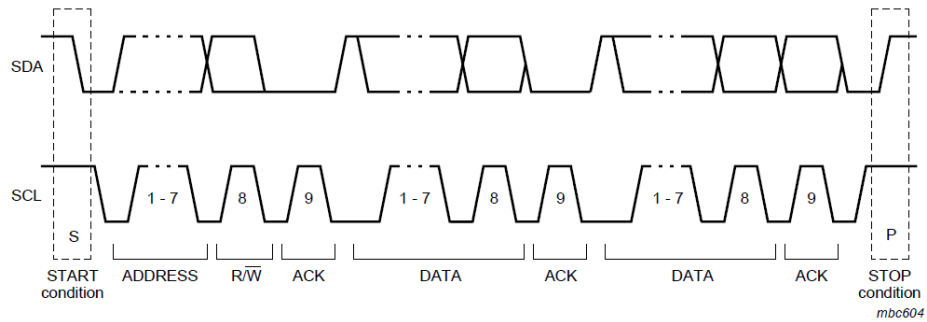 SDA
SCL
1 - 7
8
9
1 - 7
8
9
1 - 7
8
9
S
P
START
condition
ADDRESS
R/W̅
ACK
DATA
ACK
DATA
ACK
STOP
condition
mbc604